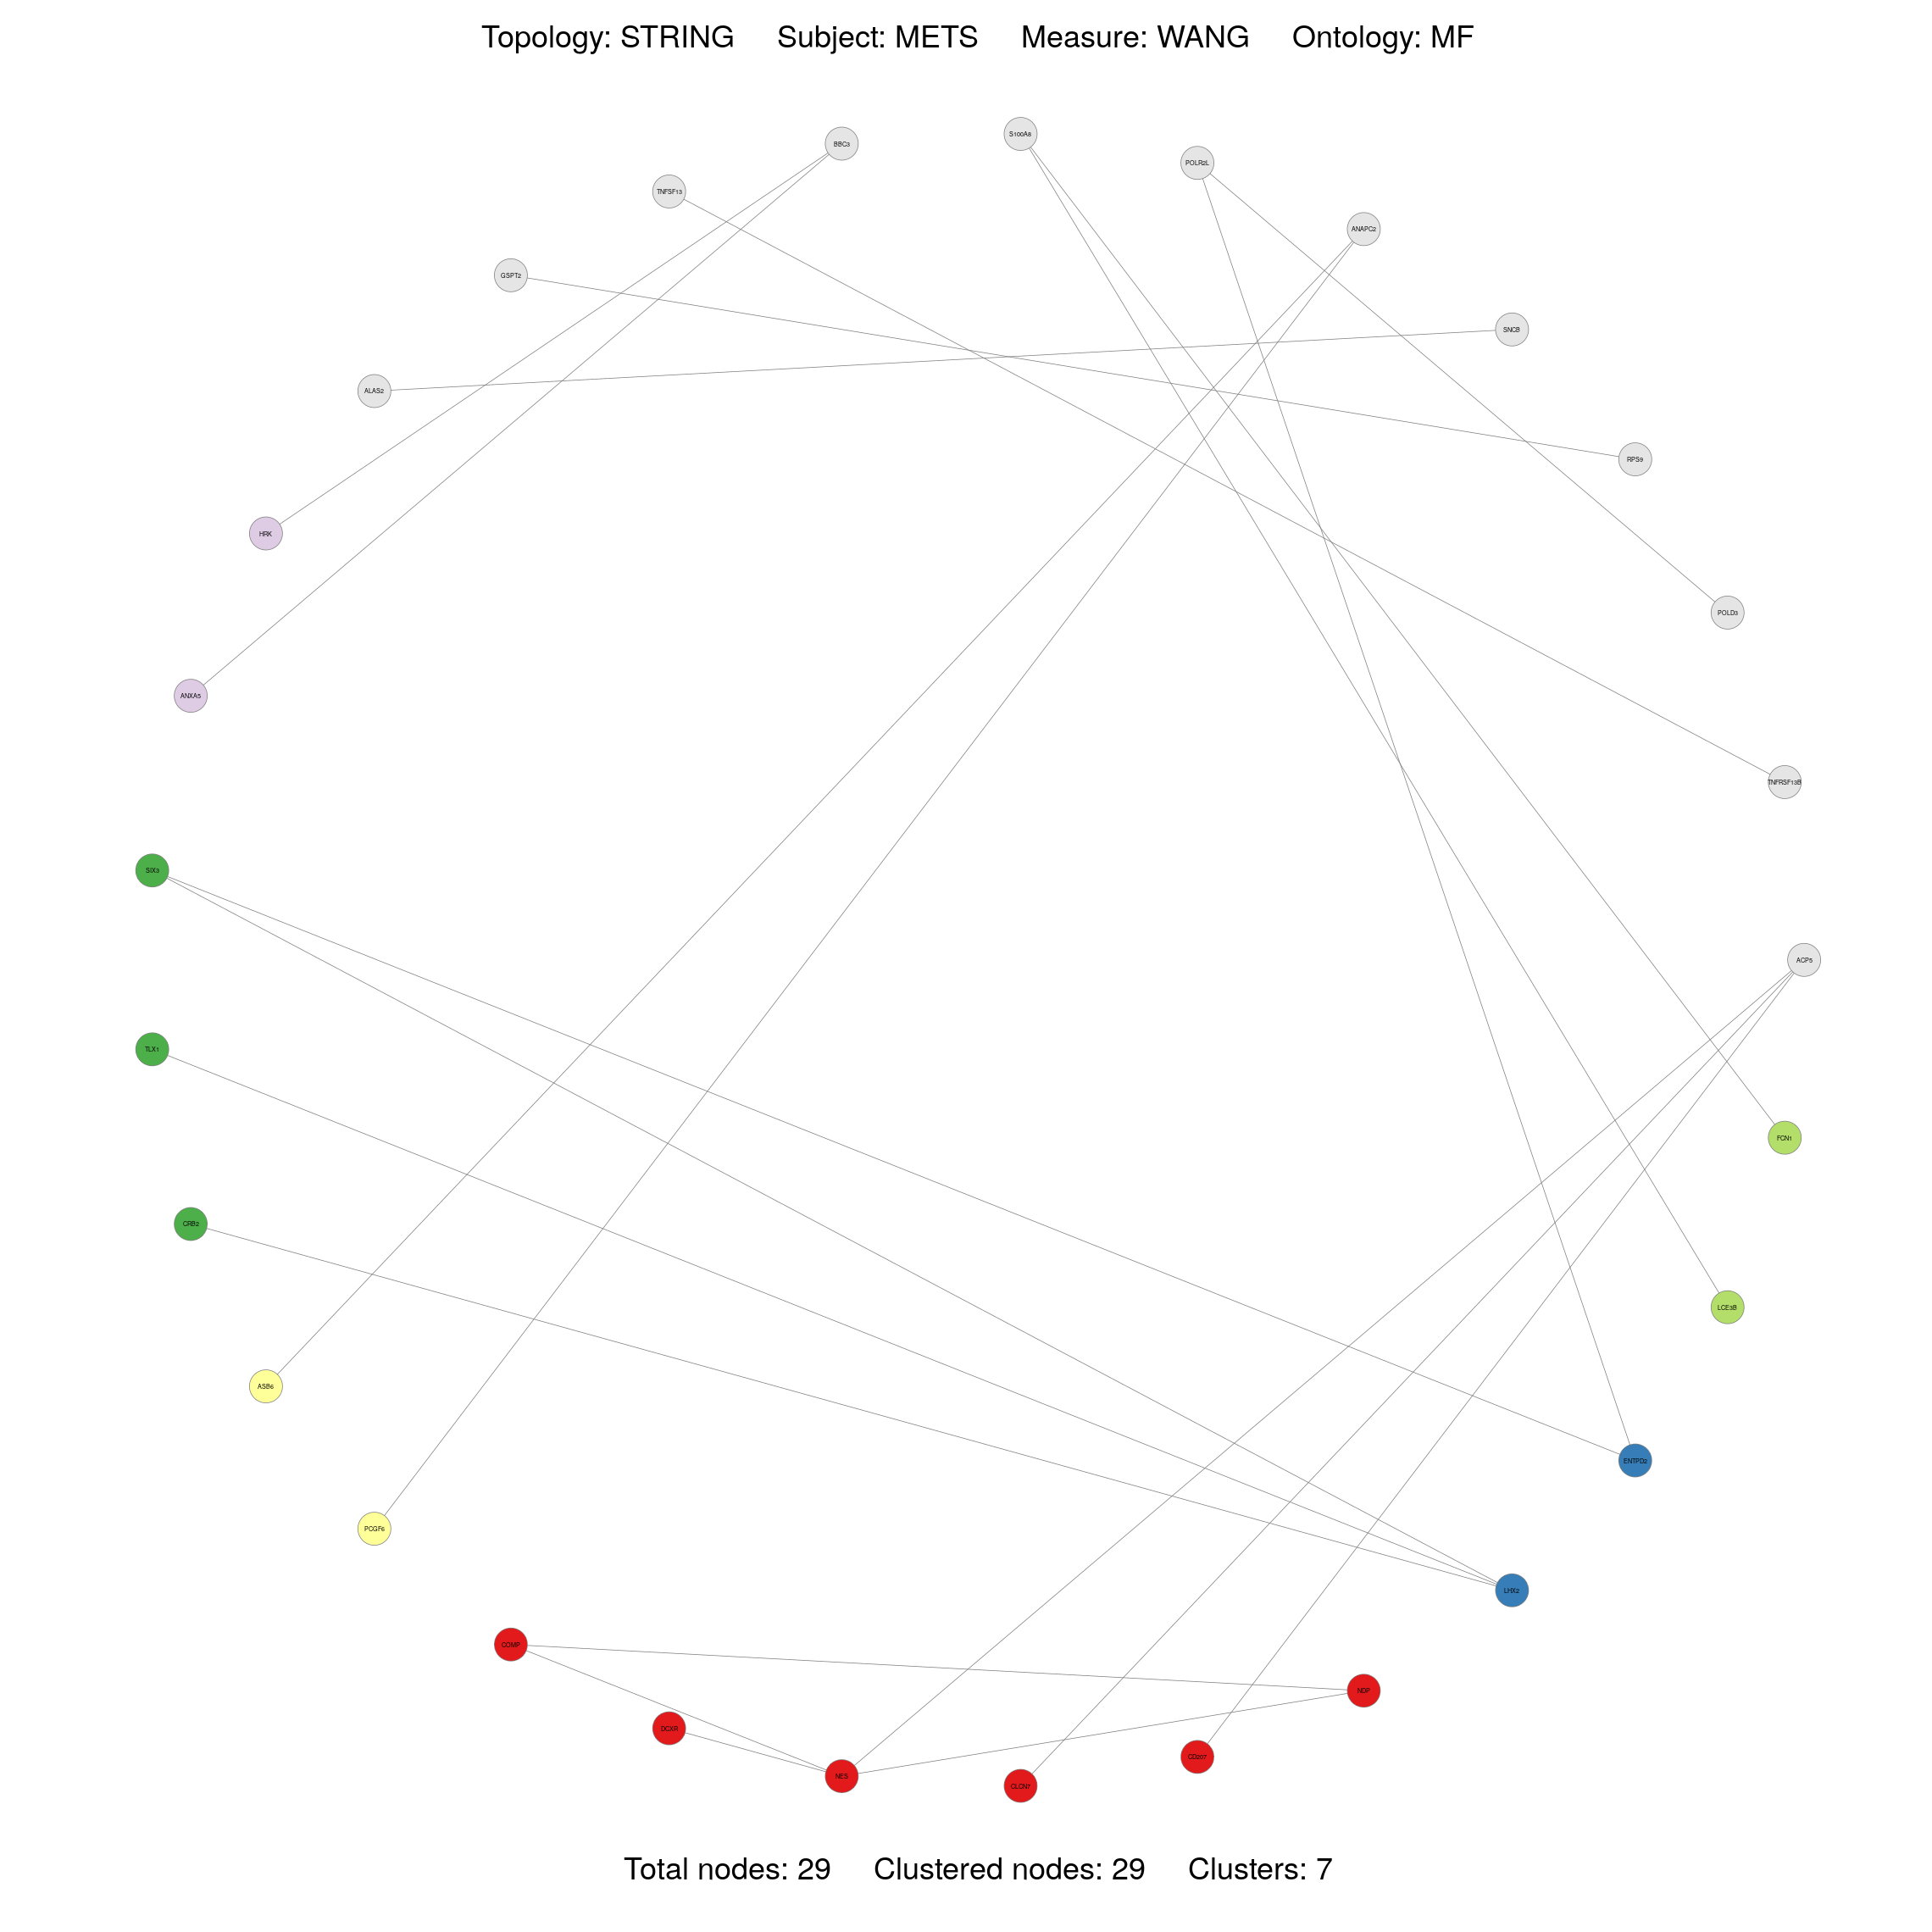 Topology: STRING Subject: METS Measure: WANG Ontology: MF
S100A8
BBC3
POLR2L
TNFSF13
ANAPC2
GSPT2
SNCB
ALAS2
RPS9
HRK
POLD3
ANXA5
TNFRSF13B
SIX3
ACP5
TLX1
FCN1
CRB2
LCE3B
ASB6
ENTPD2
PCGF6
LHX2
COMP
NDP
DCXR
CD207
NES
CLCN7
Total nodes: 29 Clustered nodes: 29 Clusters: 7